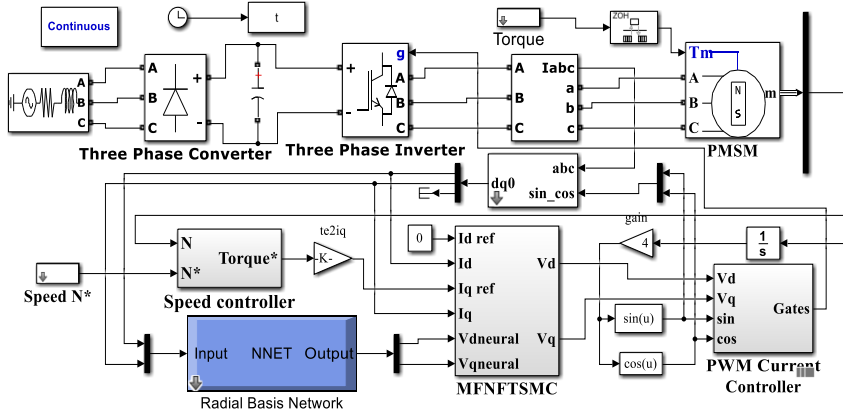 Continuous
t
Torque
ZOH
A
B
C
A
B
C
+
-
Three Phase Converter
+
-
g
A
B
C
Three Phase Inverter
A
B
C
Iabc
a
b
c
Tm
A
B
C
N
S
m
PMSM
dq0
abc
sin_cos
N
N*
Torque*
Speed controller
Speed N*
te2iq
-K-
0
Id ref
Id
Iq ref
Iq
Vdneural
Vqneural
Vd
Vq
MFNFTSMC
gain
4
1
s
sin(u)
cos(u)
Vd
Vq
sin
cos
Gates
PWM Current
Controller
Input
NNET
Output
Radial Basis Network